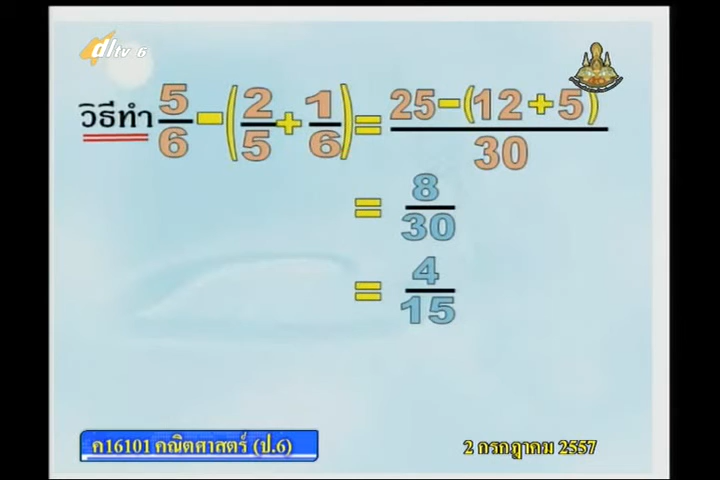 dltv 6
วิธีทำ 5/6 - (2/5 + 1/6) = 25-(12+5)/30
= 8/30
= 4/15
ค16101 คณิตศาสตร์ (ป.6)
2 กรกฎาคม 2557